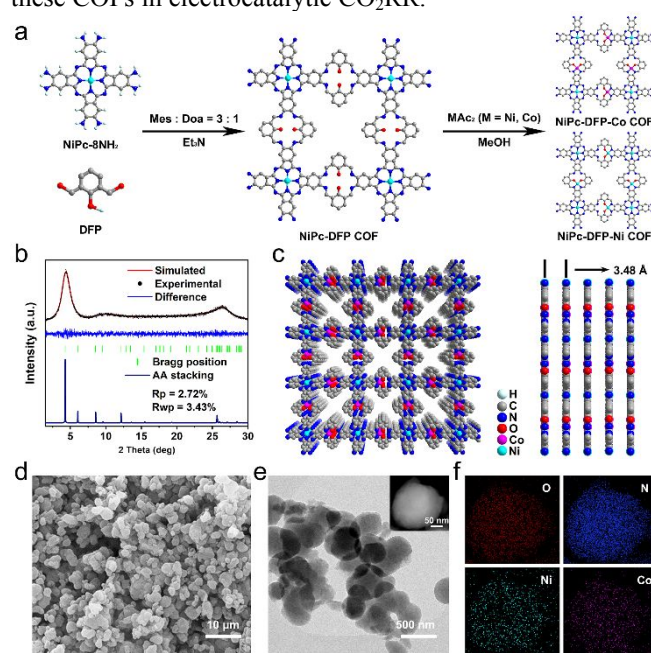 these COFs in electrocatalytic CO₂RR.
a
NiPc-8NH₂
DFP
Mes : Doa = 3 : 1
Et₃N
NiPc-DFP COF
MAc₂ (M = Ni, Co)
MeOH
NiPc-DFP-Co COF
NiPc-DFP-Ni COF
b
Intensity (a.u.)
Simulated
Experimental
Difference
Bragg position
AA stacking
Rp = 2.72%
Rwp = 3.43%
5 10 15 20 25 30
2 Theta (deg)
c
3.48 Å
H
C
N
O
Co
Ni
d
10 μm
e
50 nm
500 nm
f
O
N
Ni
Co